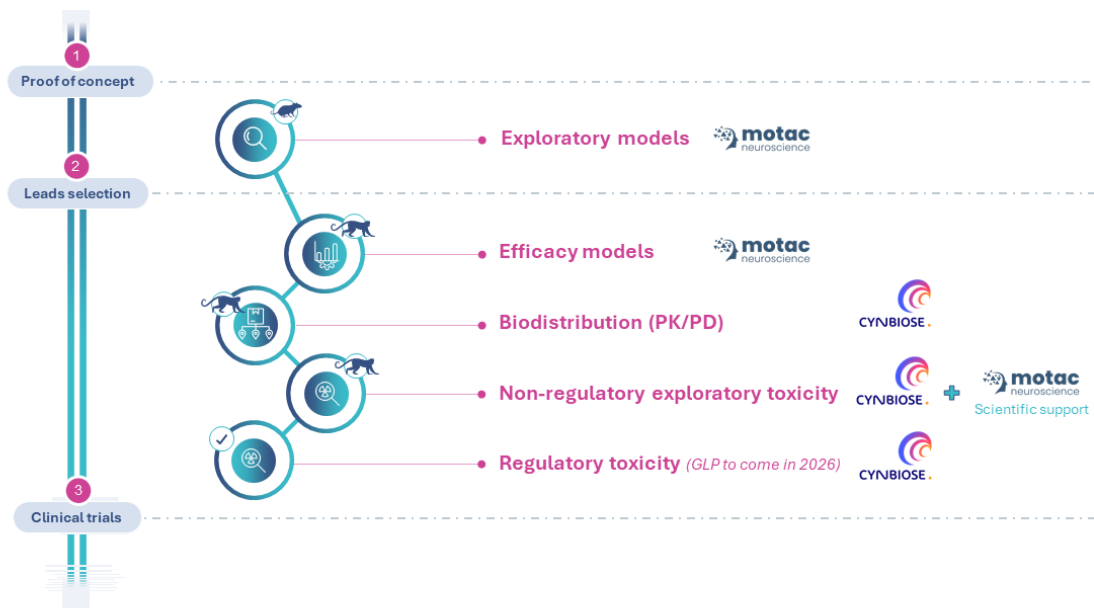 1
Proof of concept
Exploratory models
motac
neuroscience
2
Leads selection
Efficacy models
motac
neuroscience
Biodistribution (PK/PD)
CYNBIOSE.
Non-regulatory exploratory toxicity
CYNBIOSE.
motac
neuroscience
Scientific support
Regulatory toxicity (GLP to come in 2026)
CYNBIOSE.
3
Clinical trials